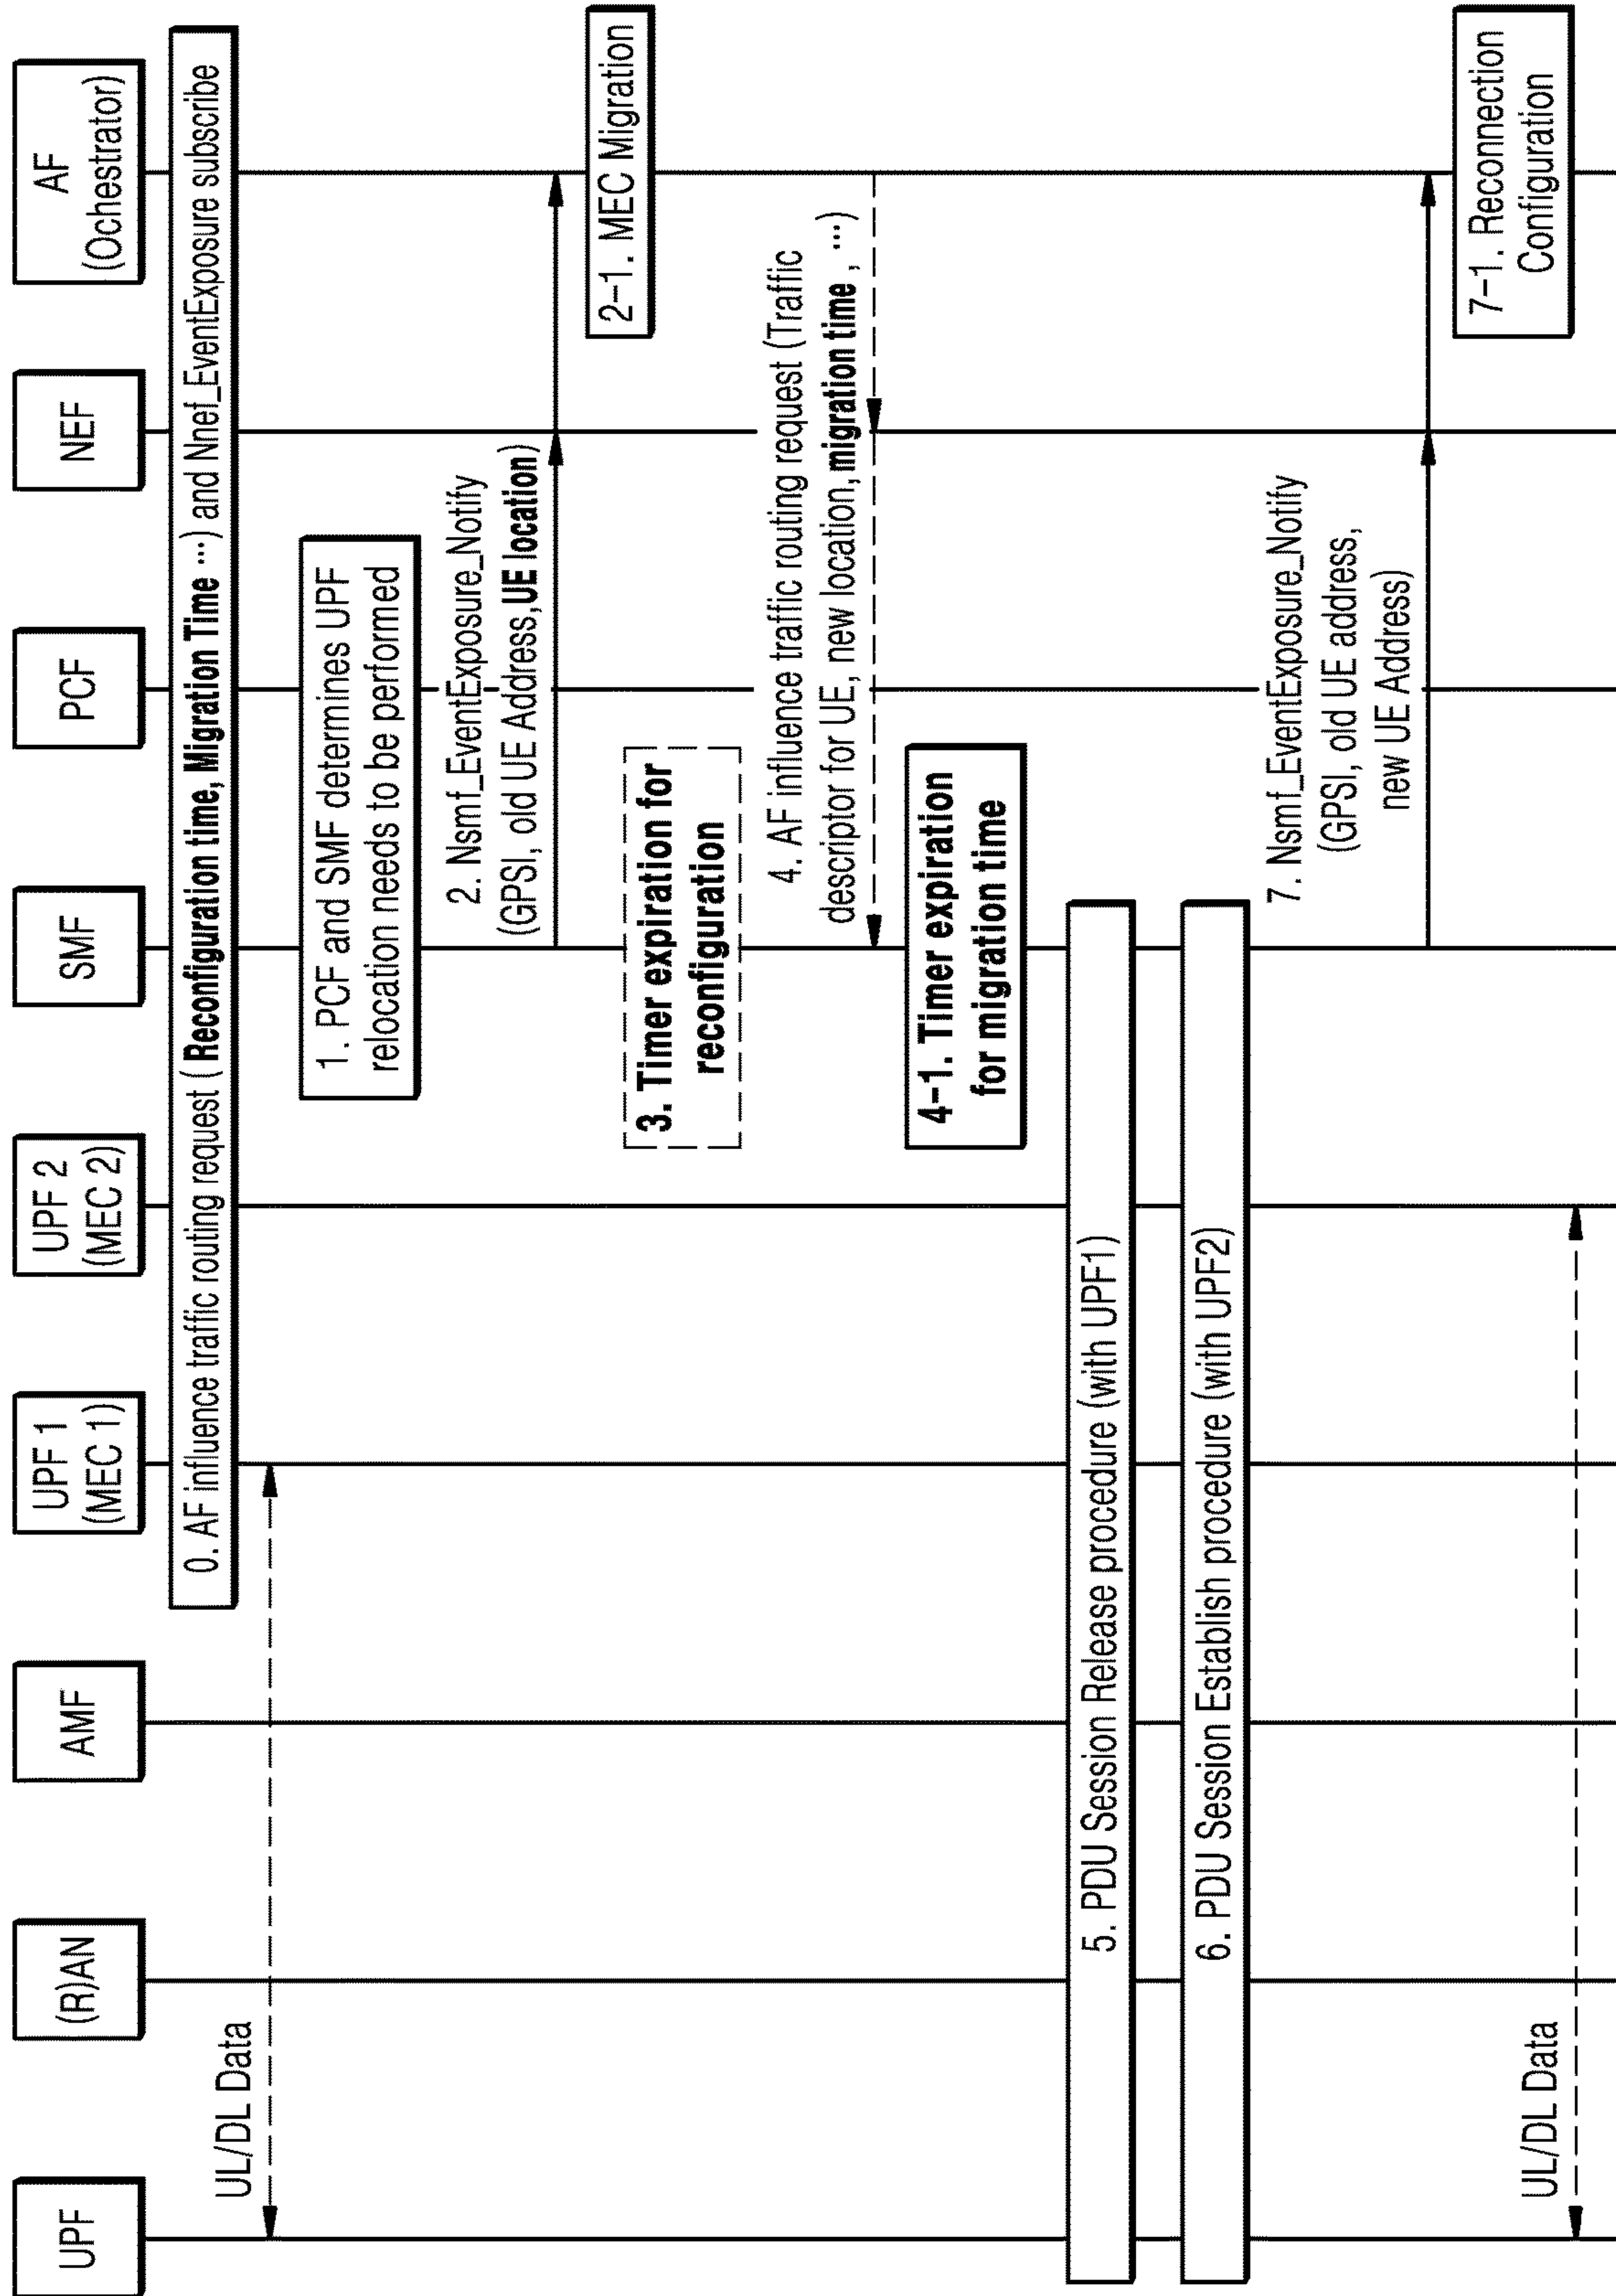 UPF
(R)AN
AMF
UPF 1
(MEC 1)
UPF 2
(MEC 2)
SMF
PCF
NEF
AF
(Ochestrator)
0. AF influence traffic routing request ( Reconfiguration time, Migration Time ···) and Nnef_EventExposure subscribe
UL/DL Data
1. PCF and SMF determines UPF
relocation needs to be performed
2. Nsmf_EventExposure_Notify
(GPSI, old UE Address, UE location)
2-1. MEC Migration
3. Timer expiration for
reconfiguration
4. AF influence traffic routing request (Traffic
descriptor for UE, new location, migration time , ···)
4-1. Timer expiration
for migration time
5. PDU Session Release procedure (with UPF1)
6. PDU Session Establish procedure (with UPF2)
7. Nsmf_EventExposure_Notify
(GPSI, old UE address,
new UE Address)
7-1. Reconnection
Configuration
UL/DL Data